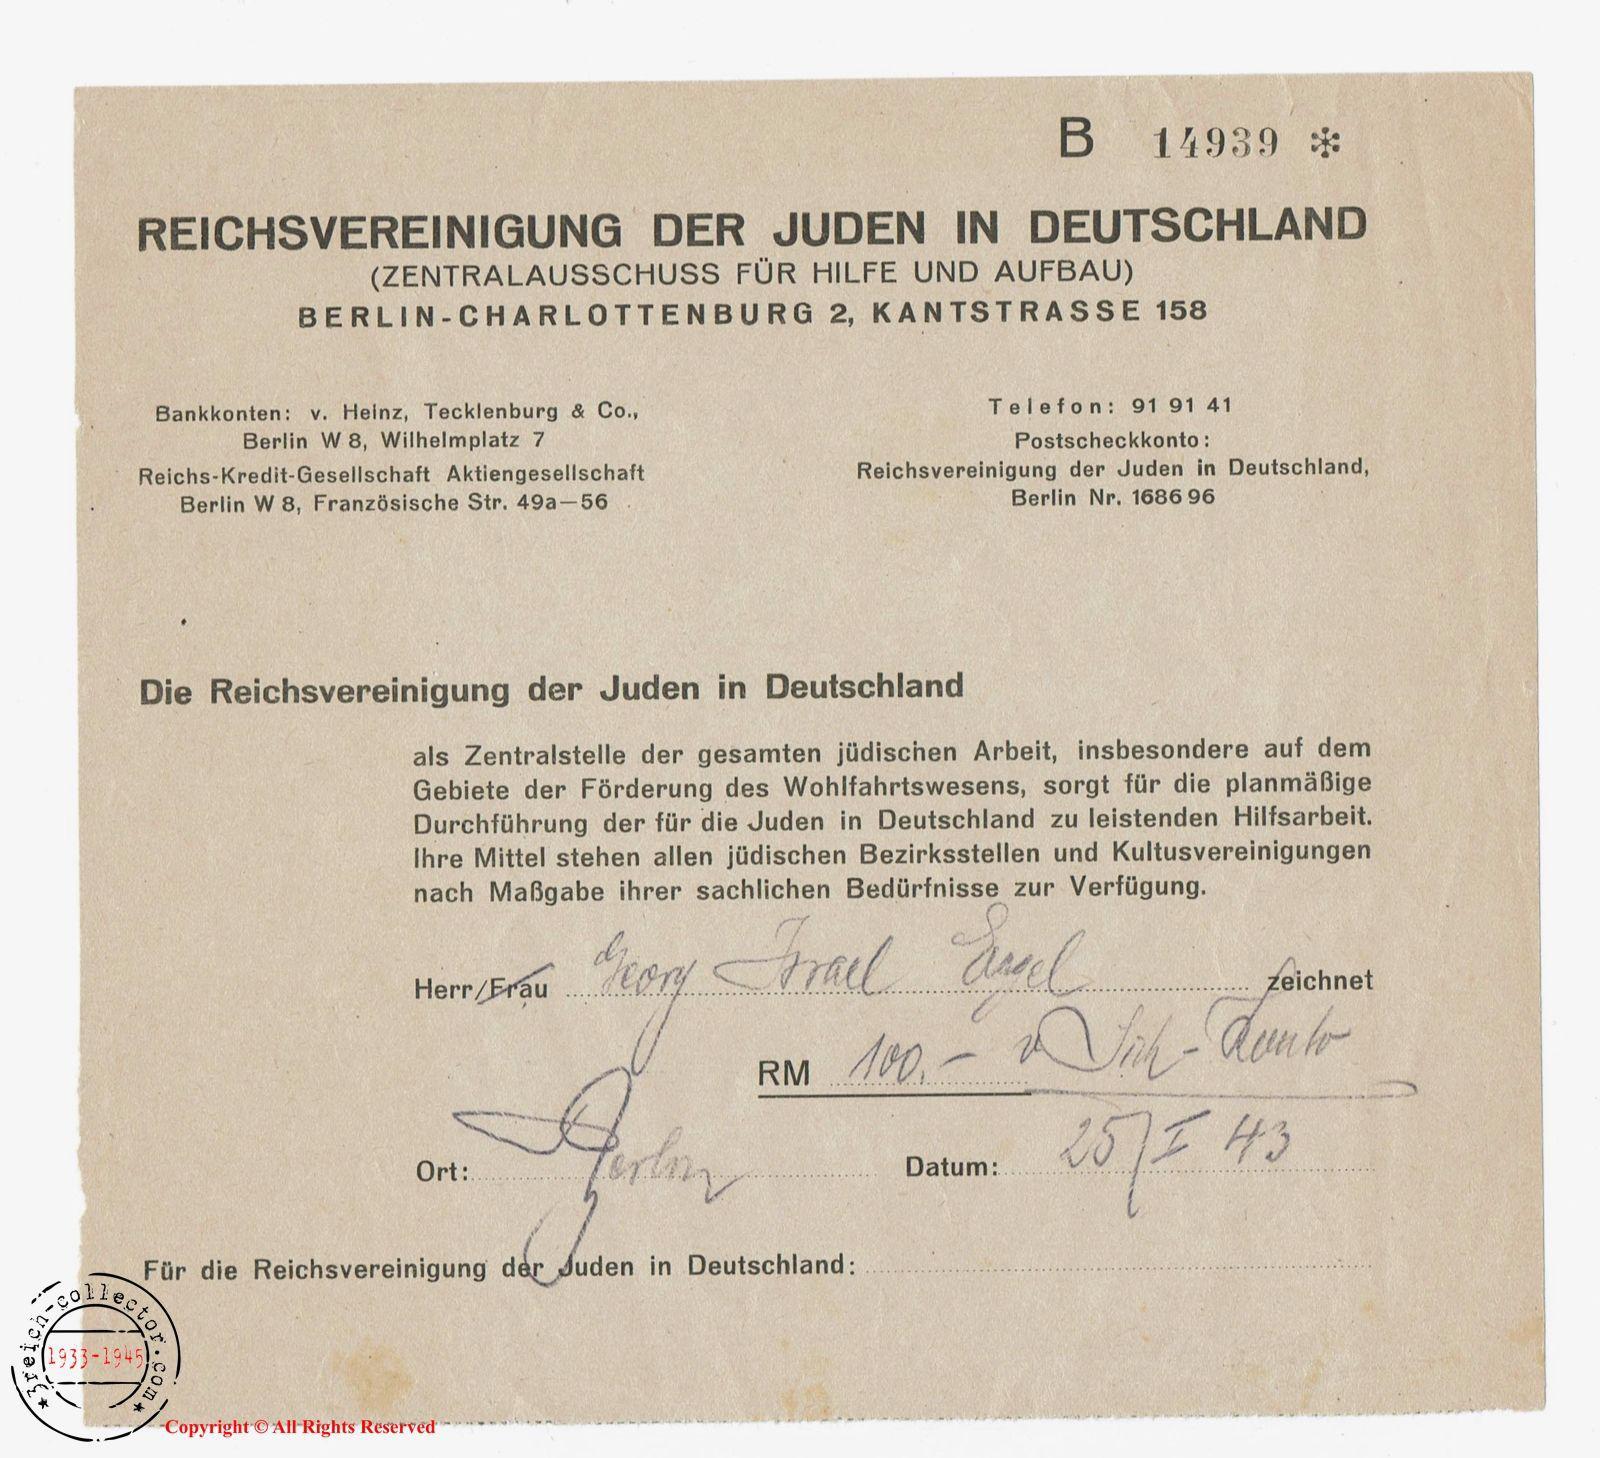 B 14939 *
REICHSVEREINIGUNG DER JUDEN IN DEUTSCHLAND
(ZENTRALAUSSCHUSS FÜR HILFE UND AUFBAU)
BERLIN-CHARLOTTENBURG 2, KANTSTRASSE 158
Bankkonten: v. Heinz, Tecklenburg & Co.,
Berlin W 8, Wilhelmplatz 7
Reichs-Kredit-Gesellschaft Aktiengesellschaft
Berlin W 8, Französische Str. 49a—56
Telefon: 91 91 41
Postscheckkonto:
Reichsvereinigung der Juden in Deutschland,
Berlin Nr. 1686 96
Die Reichsvereinigung der Juden in Deutschland
als Zentralstelle der gesamten jüdischen Arbeit, insbesondere auf dem
Gebiete der Förderung des Wohlfahrtswesens, sorgt für die planmäßige
Durchführung der für die Juden in Deutschland zu leistenden Hilfsarbeit.
Ihre Mittel stehen allen jüdischen Bezirksstellen und Kultusvereinigungen
nach Maßgabe ihrer sachlichen Bedürfnisse zur Verfügung.
Herr/Frau Georg Israel Engel zeichnet
RM 100.- v Sich-Konto
Ort: Berlin Datum: 25/I 43
Für die Reichsvereinigung der Juden in Deutschland:
3reich-collector.com
1933-1945
Copyright © All Rights Reserved